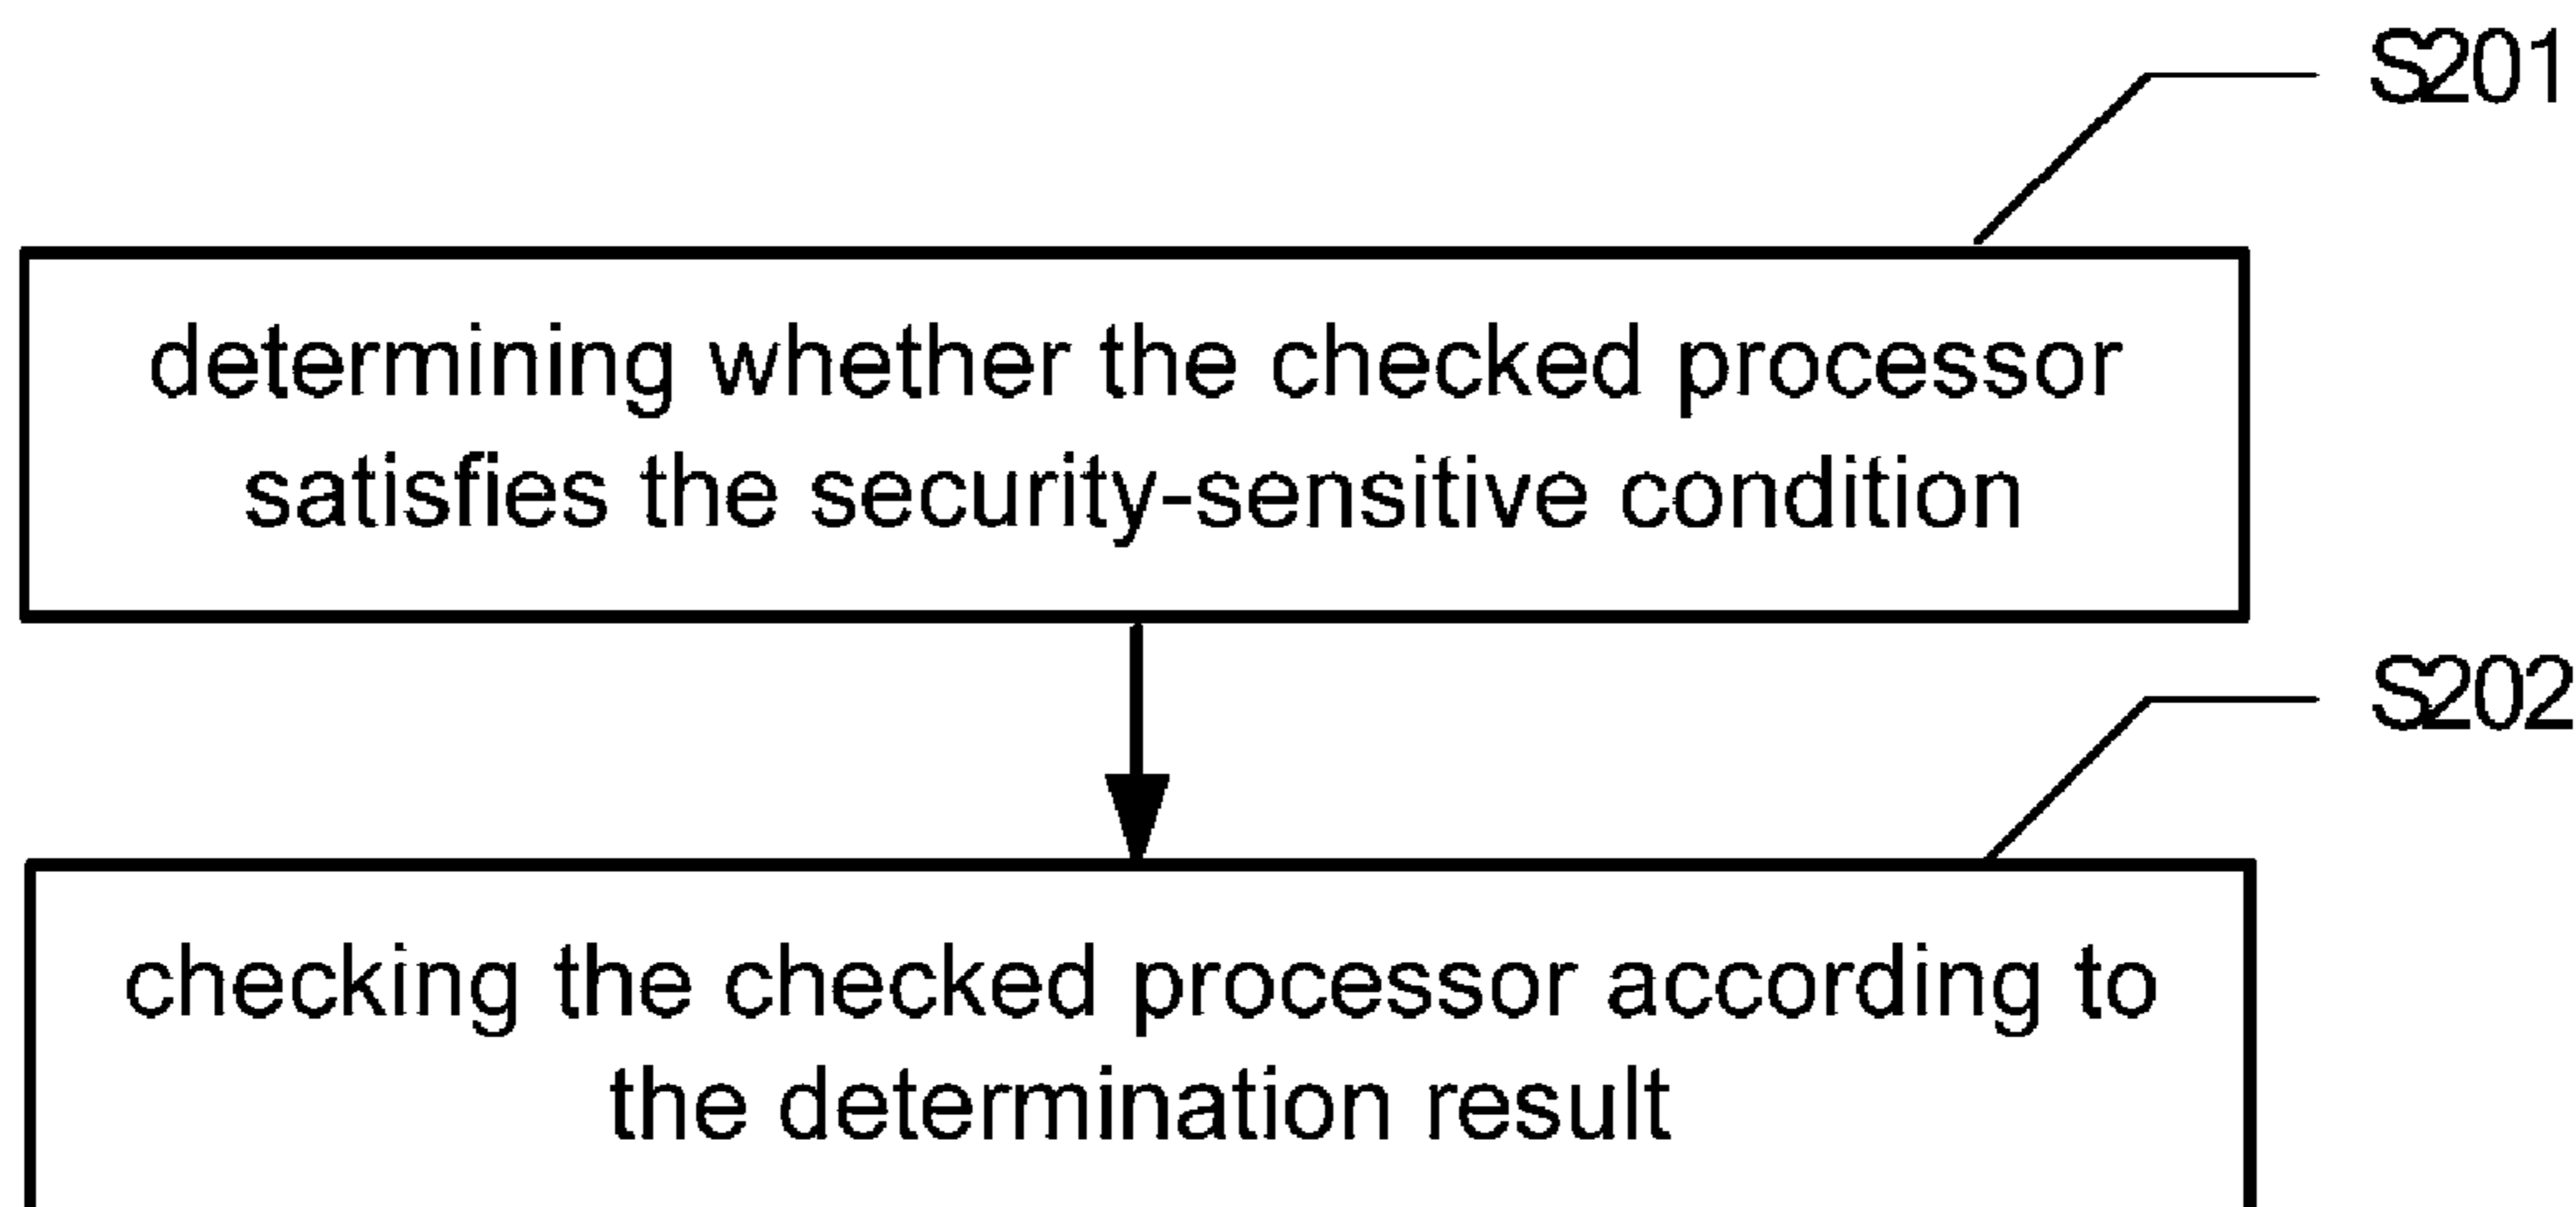 S201
determining whether the checked processor
satisfies the security-sensitive condition
S202
checking the checked processor according to
the determination result